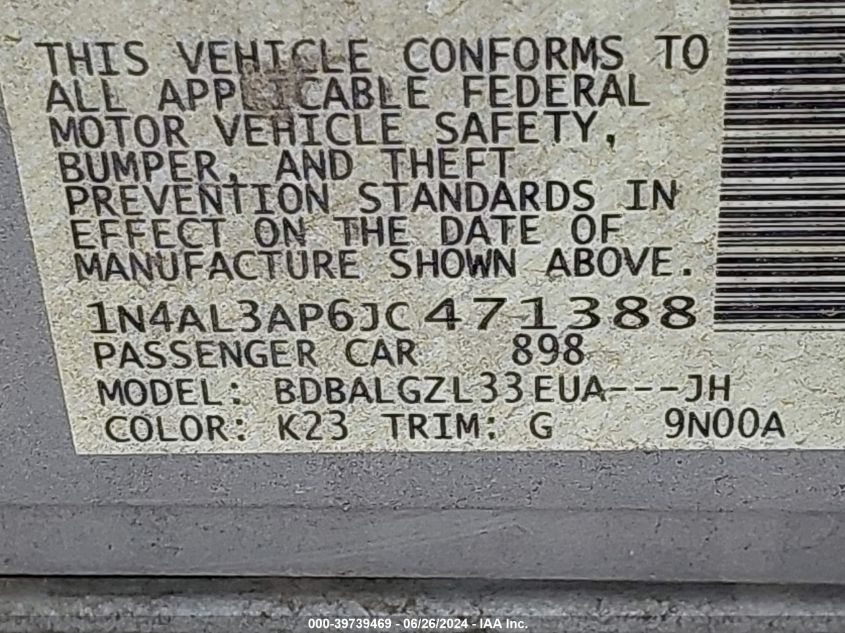 THIS VEHICLE CONFORMS TO
ALL APPLICABLE FEDERAL
MOTOR VEHICLE SAFETY,
BUMPER, AND THEFT
PREVENTION STANDARDS IN
EFFECT ON THE DATE OF
MANUFACTURE SHOWN ABOVE.
1N4AL3AP6JC471388
PASSENGER CAR 898
MODEL: BDBALGZL33EUA---JH
COLOR: K23 TRIM: G 9N00A
000-39739469 - 06/26/2024 - IAA Inc.